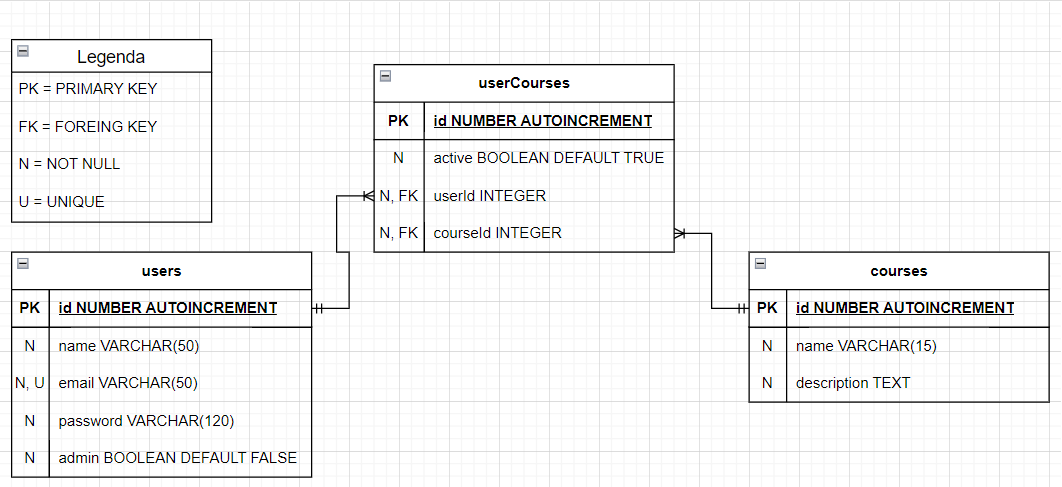 Legenda
PK = PRIMARY KEY
FK = FOREING KEY
N = NOT NULL
U = UNIQUE
userCourses
PK id NUMBER AUTOINCREMENT
N active BOOLEAN DEFAULT TRUE
N, FK userId INTEGER
N, FK courseId INTEGER
users
PK id NUMBER AUTOINCREMENT
N name VARCHAR(50)
N, U email VARCHAR(50)
N password VARCHAR(120)
N admin BOOLEAN DEFAULT FALSE
courses
PK id NUMBER AUTOINCREMENT
N name VARCHAR(15)
N description TEXT